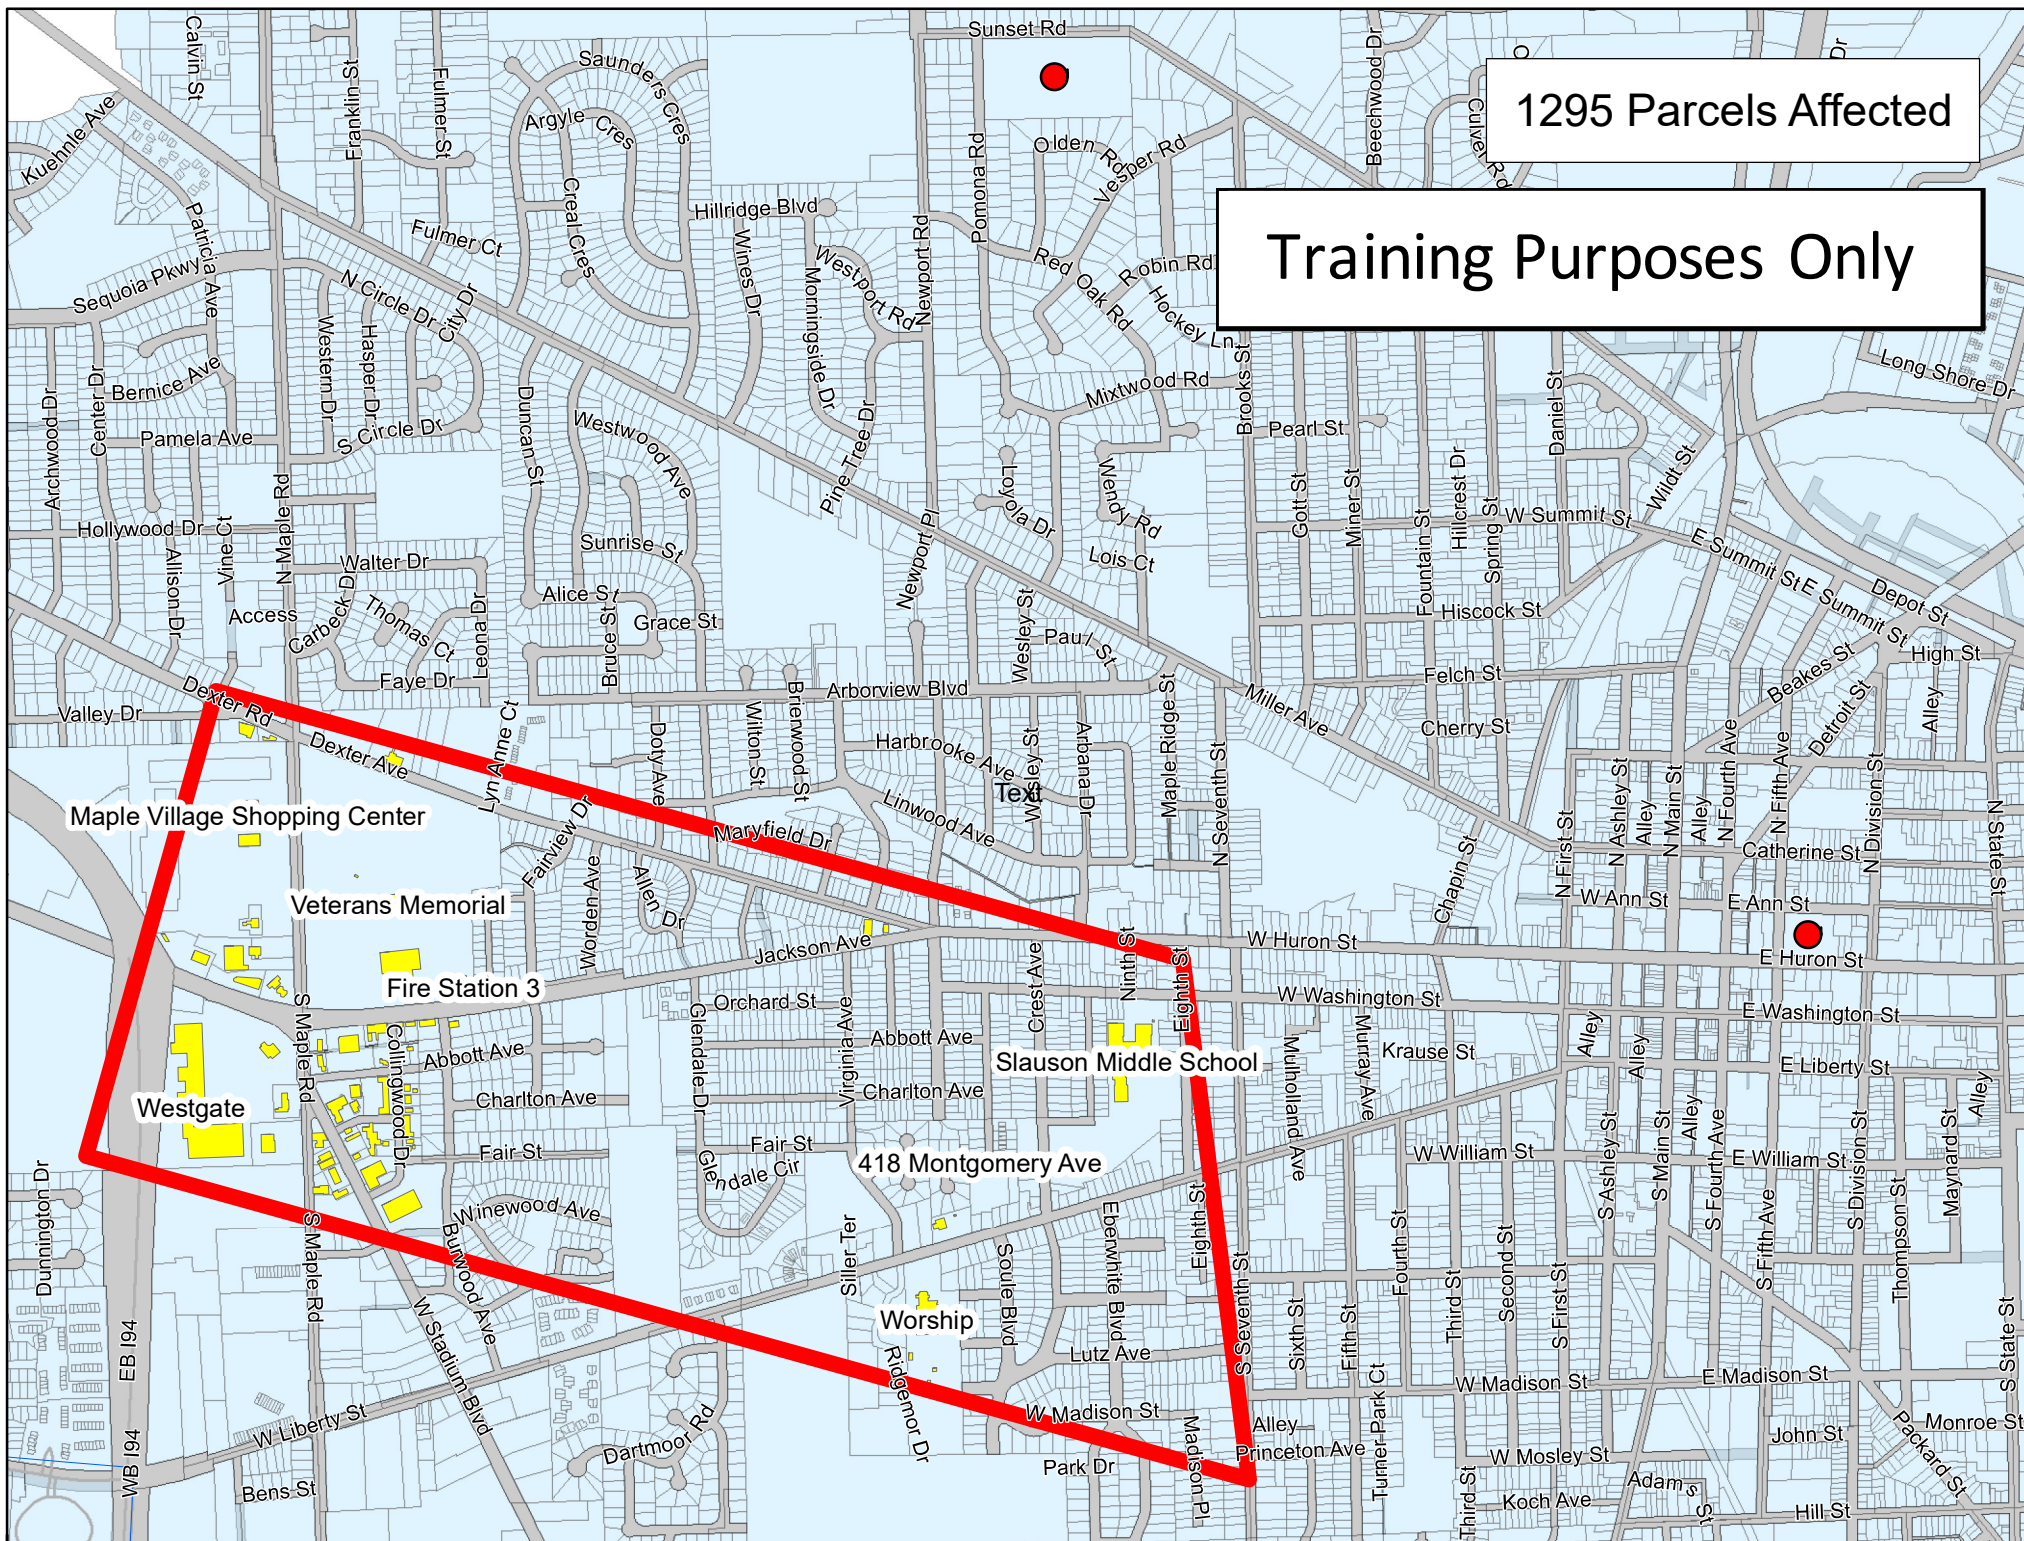 Sunset Rd
Calvin St
Franklin St
Fulmer St
Saunders Cres
Beechwood Dr
Dr
1295 Parcels Affected
Kuehnle Ave
Argyle Cres
Olden Rd
Vesper Rd
Culver Rd
Pomona Rd
Creal Cres
Hillridge Blvd
Patricia Ave
Fulmer Ct
Wines Dr
Westport Rd
Morningside Dr
Newport Rd
Red Oak Rd
Robin Rd
Hockey Ln
Training Purposes Only
Sequoia Pkwy
N Circle Dr
City Dr
Western Dr
Hasper Dr
Bernice Ave
Archwood Dr
Center Dr
Pamela Ave
S Circle Dr
Duncan St
Westwood Ave
Pine Tree Dr
Mixtwood Rd
Brooks St
Pearl St
Daniel St
Long Shore Dr
N Maple Rd
Hollywood Dr
Allison Dr
Vine Ct
Walter Dr
Sunrise St
Newport Pl
Loyola Dr
Wendy Rd
Lois Ct
Gott St
Miner St
Fountain St
Hillcrest Dr
Spring St
W Summit St
Wildt St
E Summit St
E Summit St
Depot St
Access
Carbeck Dr
Thomas Ct
Leona Dr
Faye Dr
Alice St
Bruce St
Grace St
Wesley St
Paul St
Hiscock St
Felch St
High St
Beakes St
Detroit St
Alley
Valley Dr
Dexter Rd
Dexter Ave
Lyn Anne Ct
Doty Ave
Wilton St
Brierwood St
Arborview Blvd
Harbrooke Ave
Text
Wesley St
Arbana Dr
Maple Ridge St
N Seventh St
Miller Ave
Cherry St
Maple Village Shopping Center
Fairview Dr
Maryfield Dr
Linwood Ave
N First St
N Ashley St
Alley
N Main St
Alley
N Fourth Ave
N Fifth Ave
N Division St
N State St
Catherine St
Veterans Memorial
Worden Ave
Allen Dr
Chapin St
W Ann St
E Ann St
Jackson Ave
Ninth St
W Huron St
E Huron St
Fire Station 3
S Maple Rd
Orchard St
Crest Ave
Eighth St
W Washington St
E Washington St
Collingwood Dr
Abbott Ave
Glendale Dr
Virginia Ave
Abbott Ave
Slauson Middle School
Mulholland Ave
Murray Ave
Krause St
Alley
Alley
E Liberty St
Alley
Westgate
Charlton Ave
Charlton Ave
Fair St
Fair St
Glendale Cir
418 Montgomery Ave
W William St
E William St
S Ashley St
S Main St
Alley
S Fourth Ave
S Division St
Maynard St
Dunnington Dr
S Maple Rd
Winewood Ave
Burwood Ave
Siller Ter
Soule Blvd
Eberwhite Blvd
Eighth St
S Seventh St
Fourth St
Second St
S Fifth Ave
Thompson St
EB I94
W Stadium Blvd
Worship
Ridgemor Dr
Lutz Ave
Sixth St
Fifth St
Third St
S First St
S State St
W Madison St
E Madison St
W Liberty St
W Madison St
Alley
Turner Park Ct
Packard St
Monroe St
John St
WB I94
Dartmoor Rd
Park Dr
Madison Pl
Princeton Ave
W Mosley St
Bens St
Third St
Koch Ave
Adams St
Hill St